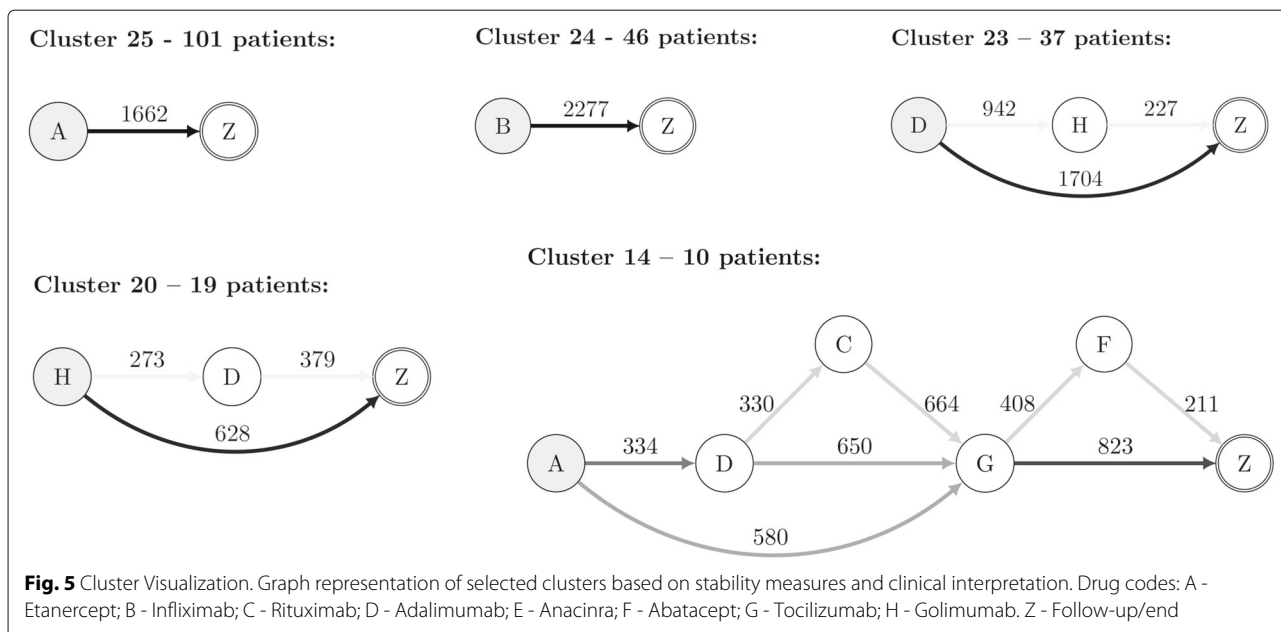 Cluster 25 - 101 patients:
A 1662 Z
Cluster 24 - 46 patients:
B 2277 Z
Cluster 23 – 37 patients:
D 942 H 227 Z
1704
Cluster 20 – 19 patients:
H 273 D 379 Z
628
Cluster 14 – 10 patients:
C F
330 664 408 211
A 334 D 650 G 823 Z
580
Fig. 5 Cluster Visualization. Graph representation of selected clusters based on stability measures and clinical interpretation. Drug codes: A -
Etanercept; B - Infliximab; C - Rituximab; D - Adalimumab; E - Anacinra; F - Abatacept; G - Tocilizumab; H - Golimumab. Z - Follow-up/end